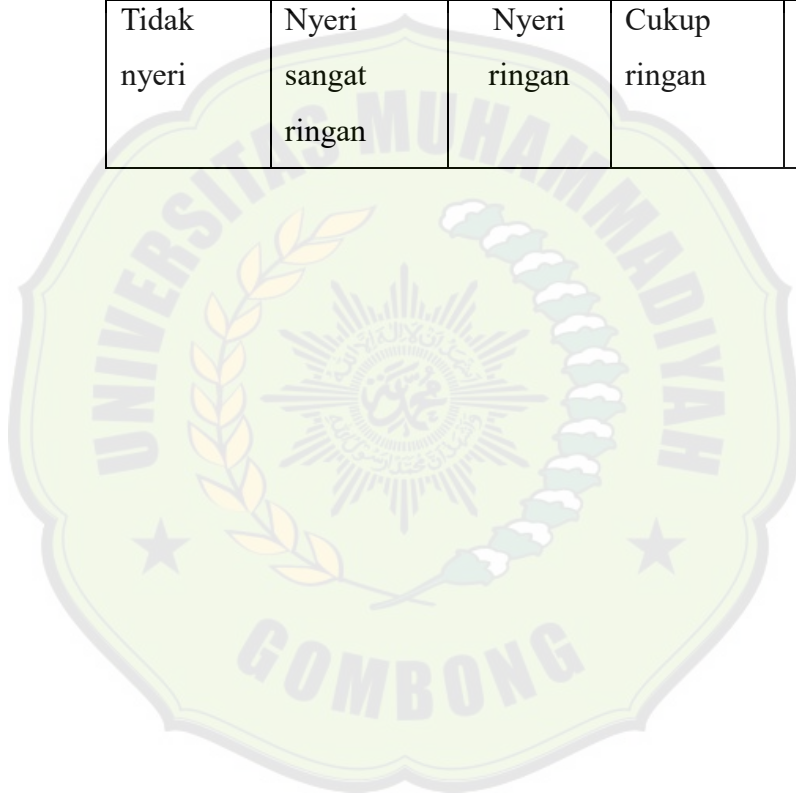 Tidak nyeri
Nyeri sangat ringan
Nyeri ringan
Cukup ringan
UNIVERSITAS MUHAMMADIYAH
GOMBONG